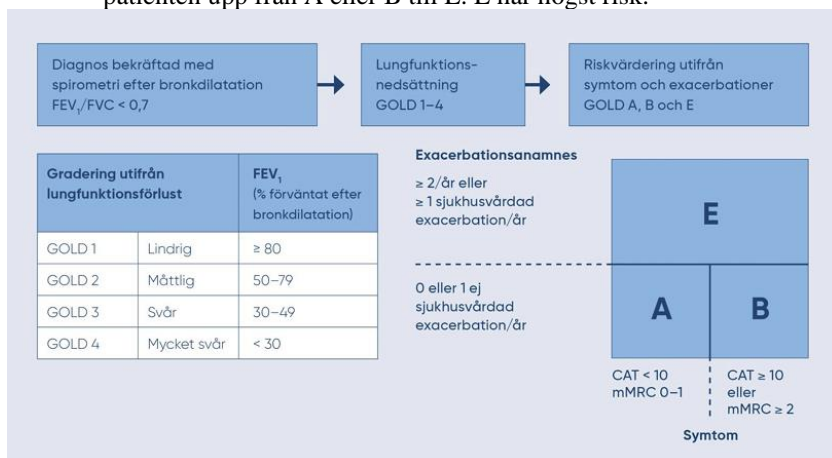 patienten upp från A eller B till E. E har högst risk.
Diagnos bekräftad med
spirometri efter bronkdilatation
FEV₁/FVC < 0,7
Lungfunktions-
nedsättning
GOLD 1–4
Riskvärdering utifrån
symtom och exacerbationer
GOLD A, B och E
Gradering utifrån
lungfunktionsförlust
FEV₁
(% förväntat efter
bronkdilatation)
GOLD 1 Lindrig ≥ 80
GOLD 2 Måttlig 50–79
GOLD 3 Svår 30–49
GOLD 4 Mycket svår < 30
Exacerbationsanamnes
≥ 2/år eller
≥ 1 sjukhusvårdad
exacerbation/år
0 eller 1 ej
sjukhusvårdad
exacerbation/år
E
A B
CAT < 10
mMRC 0–1
CAT ≥ 10
eller
mMRC ≥ 2
Symtom